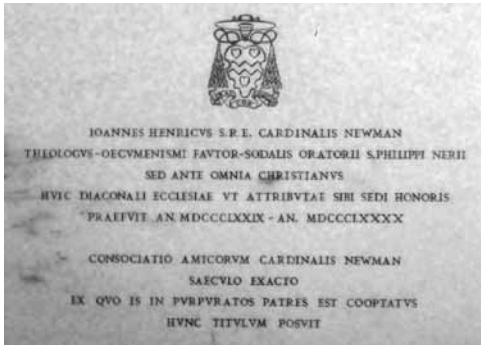 IOANNES HENRICVS S.R.E. CARDINALIS NEWMAN
THEOLOGVS-OECVMENISMI FAVTOR-SODALIS ORATORII S.PHILIPPI NERII
SED ANTE OMNIA CHRISTIANVS
HVIC DIACONALI ECCLESIAE VT ATTRIBVTAE SIBI SEDI HONORIS
PRAEFVIT AN. MDCCCLXXIX - AN. MDCCCLXXXX
CONSOCIATIO AMICORVM CARDINALIS NEWMAN
SAECVLO EXACTO
EX QVO IS IN PVRPVRATOS PATRES EST COOPTATVS
HVNC TITVLVM POSVIT